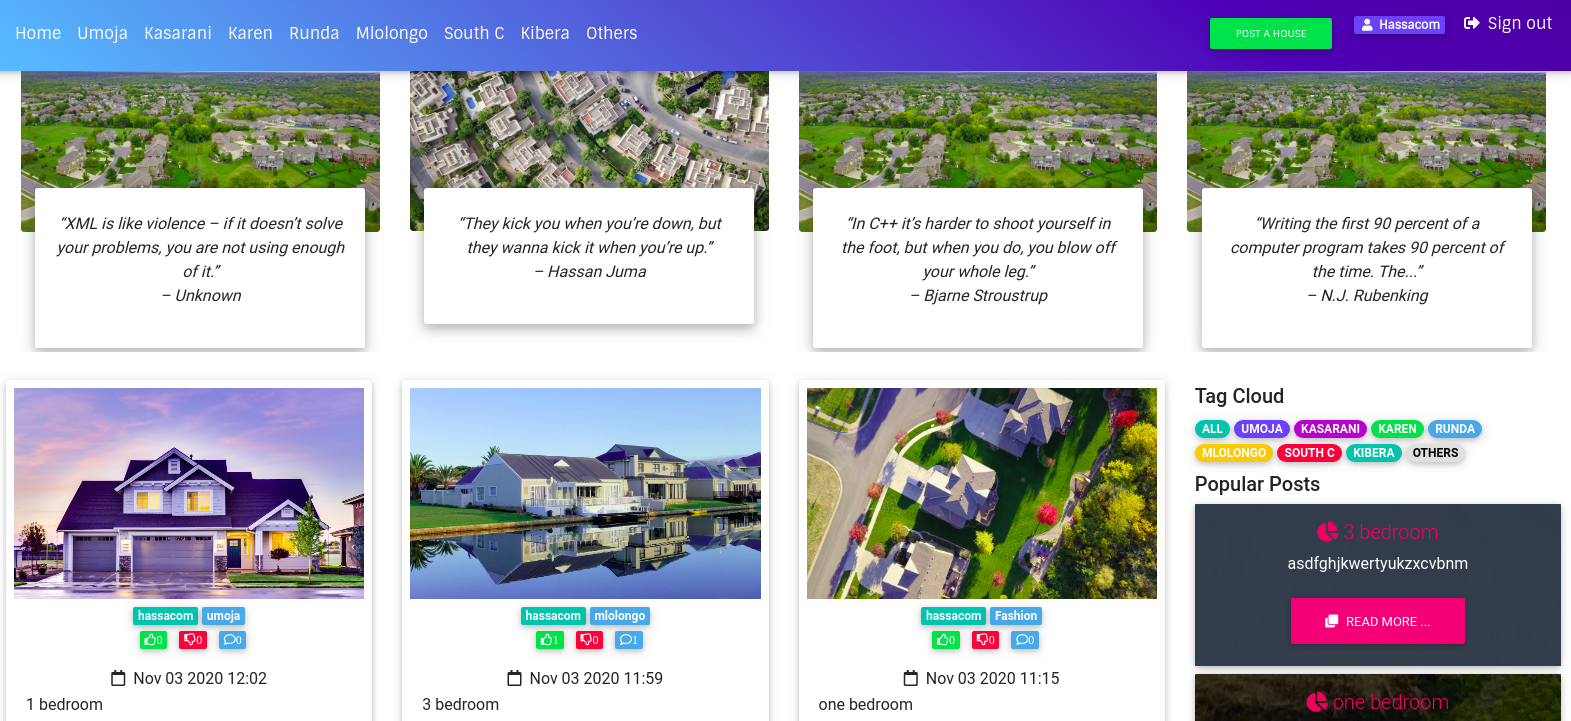 Home Umoja Kasarani Karen Runda Mlolongo South C Kibera Others POST A HOUSE Hassacom Sign out
“XML is like violence – if it doesn’t solve
your problems, you are not using enough
of it.”
– Unknown
“They kick you when you’re down, but
they wanna kick it when you’re up.”
– Hassan Juma
“In C++ it’s harder to shoot yourself in
the foot, but when you do, you blow off
your whole leg.”
– Bjarne Stroustrup
“Writing the first 90 percent of a
computer program takes 90 percent of
the time. The...”
– N.J. Rubenking
hassacom umoja
0 0 0
Nov 03 2020 12:02
1 bedroom
hassacom mlolongo
1 0 1
Nov 03 2020 11:59
3 bedroom
hassacom Fashion
0 0 0
Nov 03 2020 11:15
one bedroom
Tag Cloud
ALL UMOJA KASARANI KAREN RUNDA
MLOLONGO SOUTH C KIBERA OTHERS
Popular Posts
3 bedroom
asdfghjkwertyukzxcvbnm
READ MORE ...
one bedroom